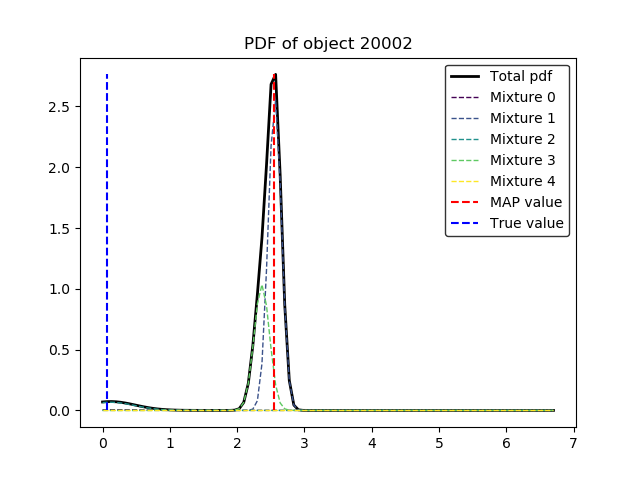 PDF of object 20002
Total pdf
Mixture 0
Mixture 1
Mixture 2
Mixture 3
Mixture 4
MAP value
True value
2.5
2.0
1.5
1.0
0.5
0.0
0 1 2 3 4 5 6 7